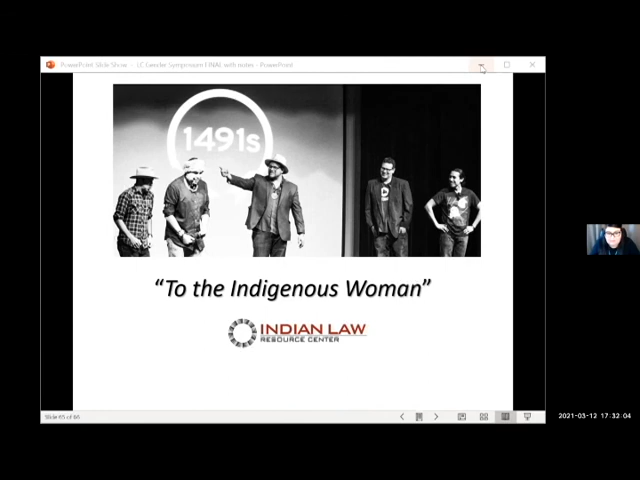 PowerPoint Slide Show - LC Gender Symposium FINAL with notes - PowerPoint
1491s
“To the Indigenous Woman”
INDIAN LAW
RESOURCE CENTER
Slide 65 of 66
2021-03-12 17:32:04